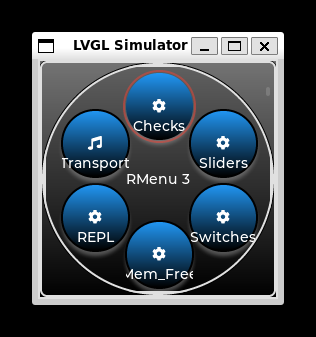 LVGL Simulator
Checks
Transport
Sliders
RMenu 3
REPL
Switches
Mem_Free